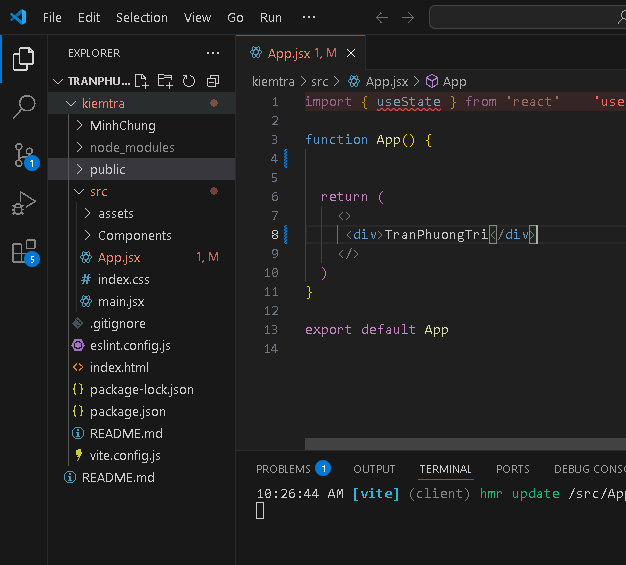 File Edit Selection View Go Run ···
EXPLORER ···
App.jsx 1, M
TRANPHU...
kiemtra > src > App.jsx > App
kiemtra
MinhChung
node_modules
public
src
assets
Components
App.jsx 1, M
index.css
main.jsx
.gitignore
eslint.config.js
index.html
package-lock.json
package.json
README.md
vite.config.js
README.md
1
5
1 import { useState } from 'react' 'use
2
3 function App() {
4
5
6 return (
7 <>
8 <div>TranPhuongTri</div>
9 </>
10 )
11 }
12
13 export default App
14
PROBLEMS 1 OUTPUT TERMINAL PORTS DEBUG CONS
10:26:44 AM [vite] (client) hmr update /src/App